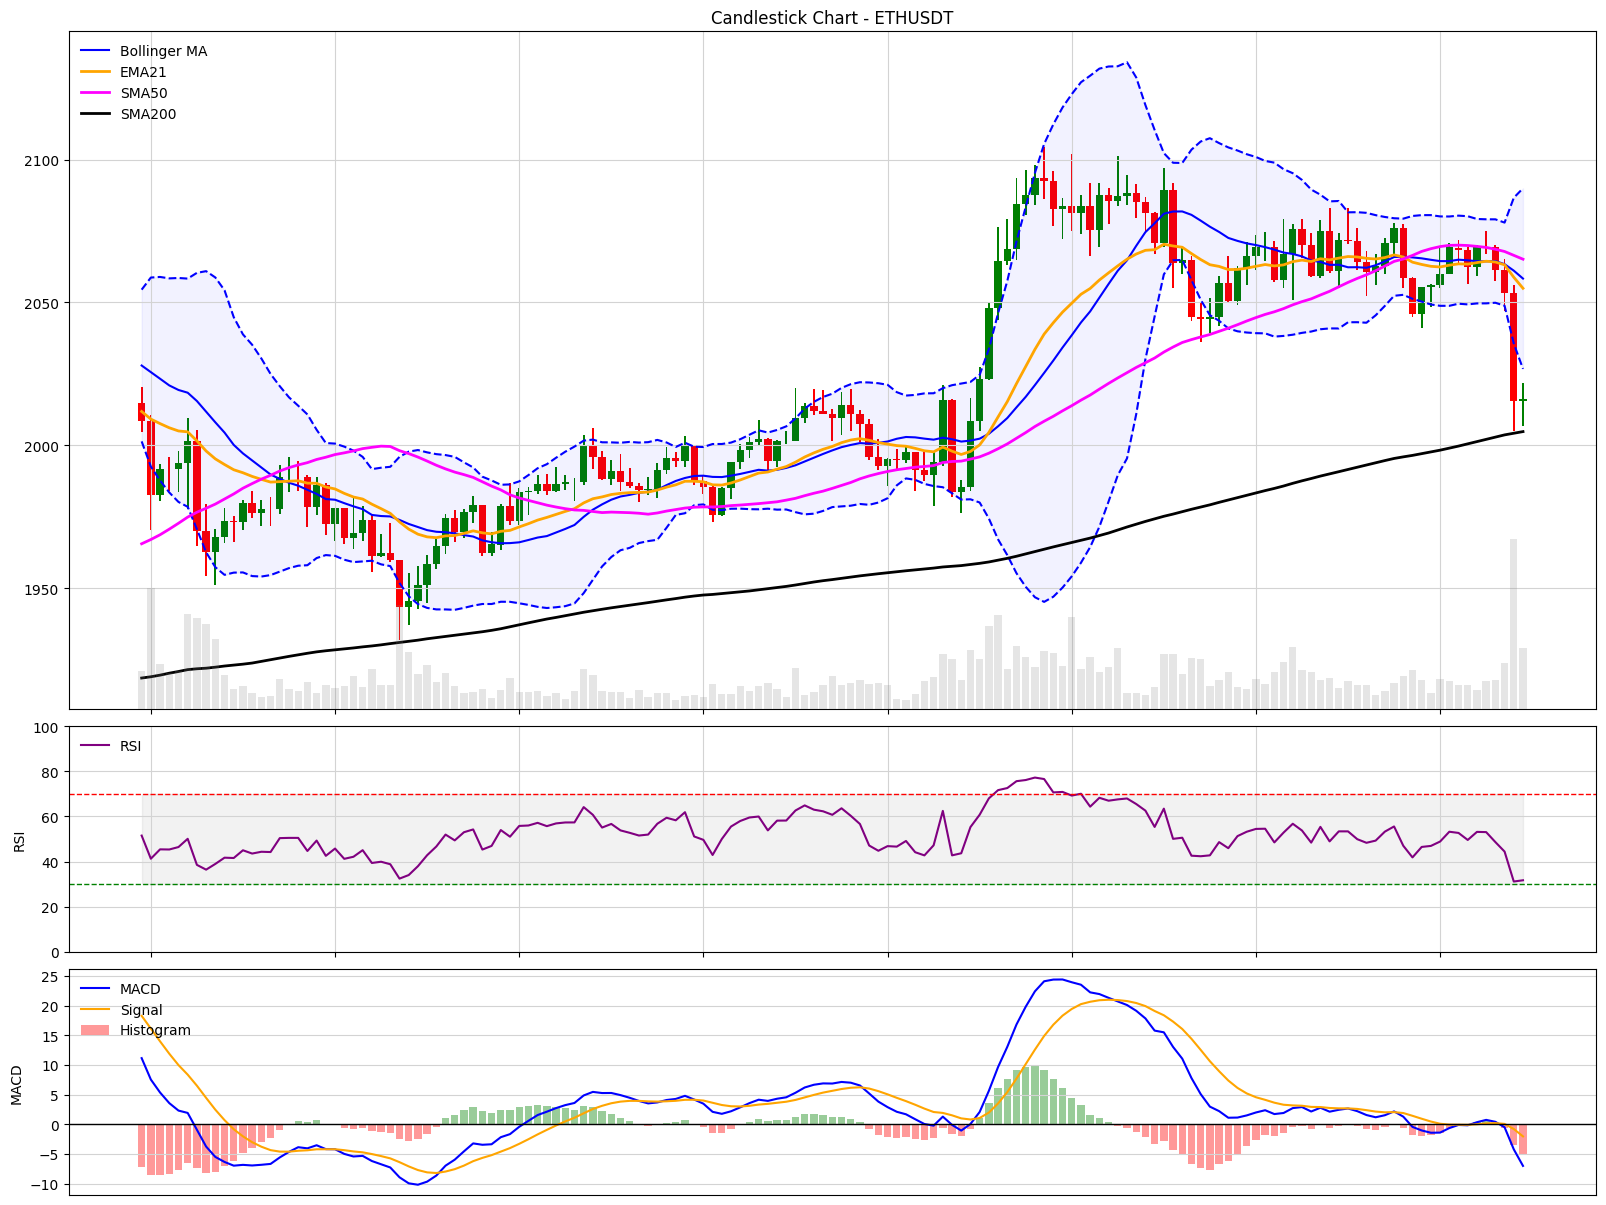 Candlestick Chart - ETHUSDT
Bollinger MA
EMA21
SMA50
SMA200
2100
2050
2000
1950
RSI
100
80
60
40
20
0
RSI
MACD
Signal
Histogram
25
20
15
10
5
0
−5
−10
MACD